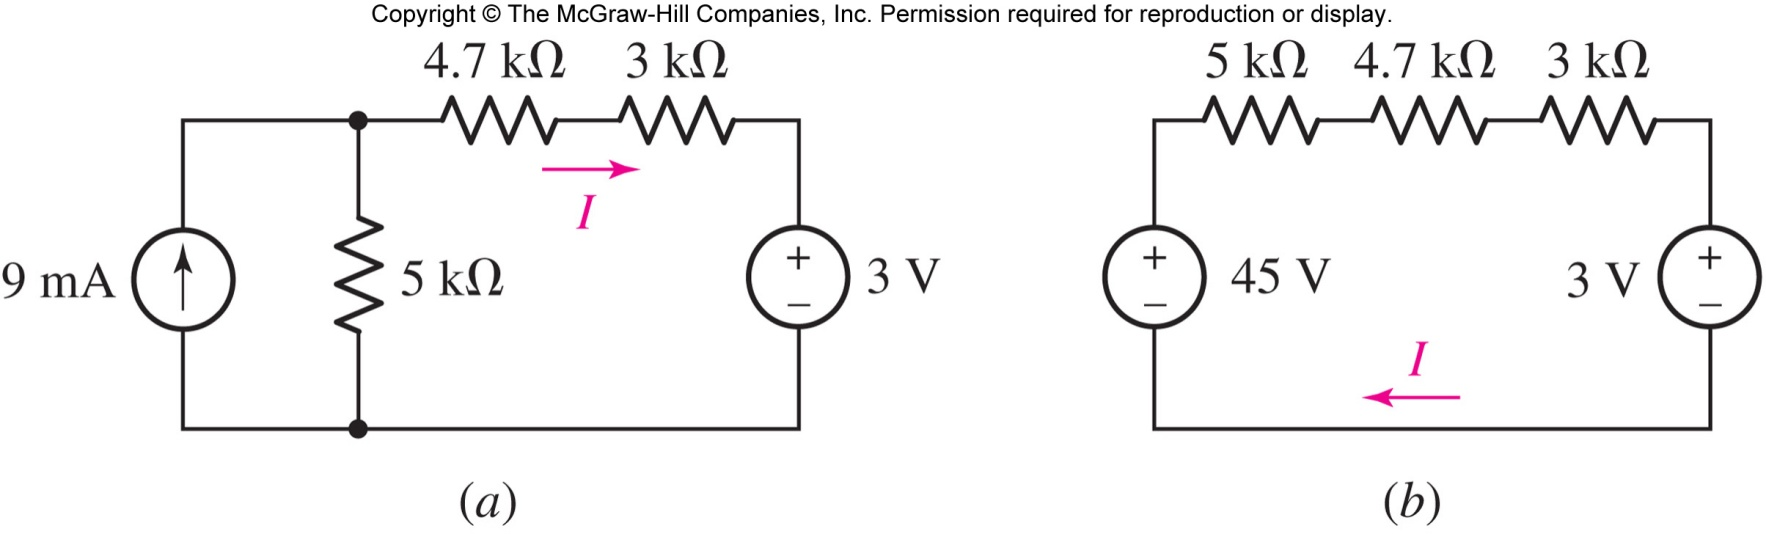 Copyright © The McGraw-Hill Companies, Inc. Permission required for reproduction or display.
4.7 kΩ 3 kΩ
I
9 mA
5 kΩ
+
–
3 V
(a)
5 kΩ 4.7 kΩ 3 kΩ
+
–
45 V
3 V
+
–
I
(b)